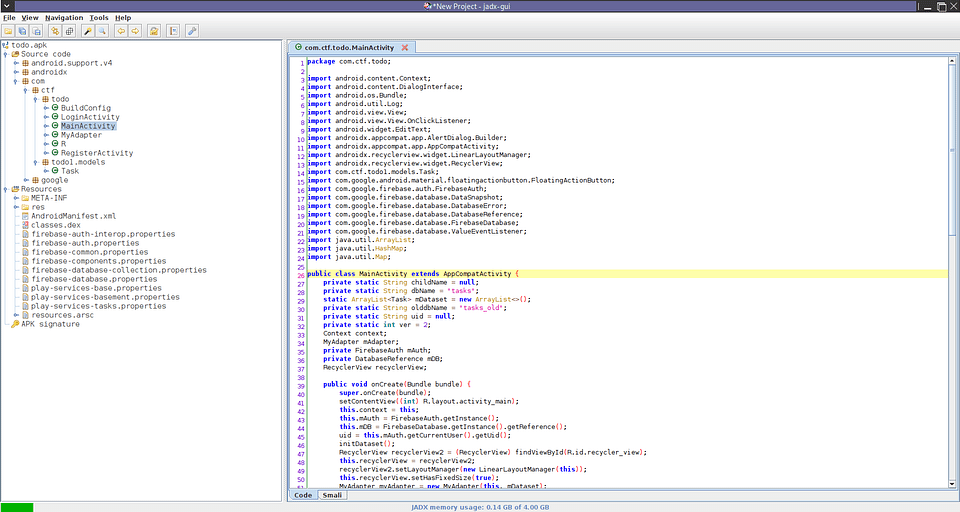 *New Project - jadx-gui
File View Navigation Tools Help
todo.apk
Source code
android.support.v4
androidx
com
ctf
todo
BuildConfig
LoginActivity
MainActivity
MyAdapter
R
RegisterActivity
todo1.models
Task
google
Resources
META-INF
res
AndroidManifest.xml
classes.dex
firebase-auth-interop.properties
firebase-auth.properties
firebase-common.properties
firebase-components.properties
firebase-database-collection.properties
firebase-database.properties
play-services-base.properties
play-services-basement.properties
play-services-tasks.properties
resources.arsc
APK signature
com.ctf.todo.MainActivity
1 package com.ctf.todo;
2
3 import android.content.Context;
4 import android.content.DialogInterface;
5 import android.os.Bundle;
6 import android.util.Log;
7 import android.view.View;
8 import android.view.View.OnClickListener;
9 import android.widget.EditText;
10 import androidx.appcompat.app.AlertDialog.Builder;
11 import androidx.appcompat.app.AppCompatActivity;
12 import androidx.recyclerview.widget.LinearLayoutManager;
13 import androidx.recyclerview.widget.RecyclerView;
14 import com.ctf.todo1.models.Task;
15 import com.google.android.material.floatingactionbutton.FloatingActionButton;
16 import com.google.firebase.auth.FirebaseAuth;
17 import com.google.firebase.database.DataSnapshot;
18 import com.google.firebase.database.DatabaseError;
19 import com.google.firebase.database.DatabaseReference;
20 import com.google.firebase.database.FirebaseDatabase;
21 import com.google.firebase.database.ValueEventListener;
22 import java.util.ArrayList;
23 import java.util.HashMap;
24 import java.util.Map;
25
26 public class MainActivity extends AppCompatActivity {
27 private static String childName = null;
28 private static String dbName = "tasks";
29 static ArrayList<Task> mDataset = new ArrayList<>();
30 private static String olddbName = "tasks_old";
31 private static String uid = null;
32 private static int ver = 2;
33 Context context;
34 MyAdapter mAdapter;
35 private FirebaseAuth mAuth;
36 private DatabaseReference mDB;
37 RecyclerView recyclerView;
38
39 public void onCreate(Bundle bundle) {
40 super.onCreate(bundle);
41 setContentView((int) R.layout.activity_main);
42 this.context = this;
43 this.mAuth = FirebaseAuth.getInstance();
44 this.mDB = FirebaseDatabase.getInstance().getReference();
45 uid = this.mAuth.getCurrentUser().getUid();
46 initDataset();
47 RecyclerView recyclerView2 = (RecyclerView) findViewById(R.id.recycler_view);
48 this.recyclerView = recyclerView2;
49 recyclerView2.setLayoutManager(new LinearLayoutManager(this));
50 this.recyclerView.setHasFixedSize(true);
51 MyAdapter myAdapter = new MyAdapter(this, mDataset);
Code Smali
JADX memory usage: 0.14 GB of 4.00 GB